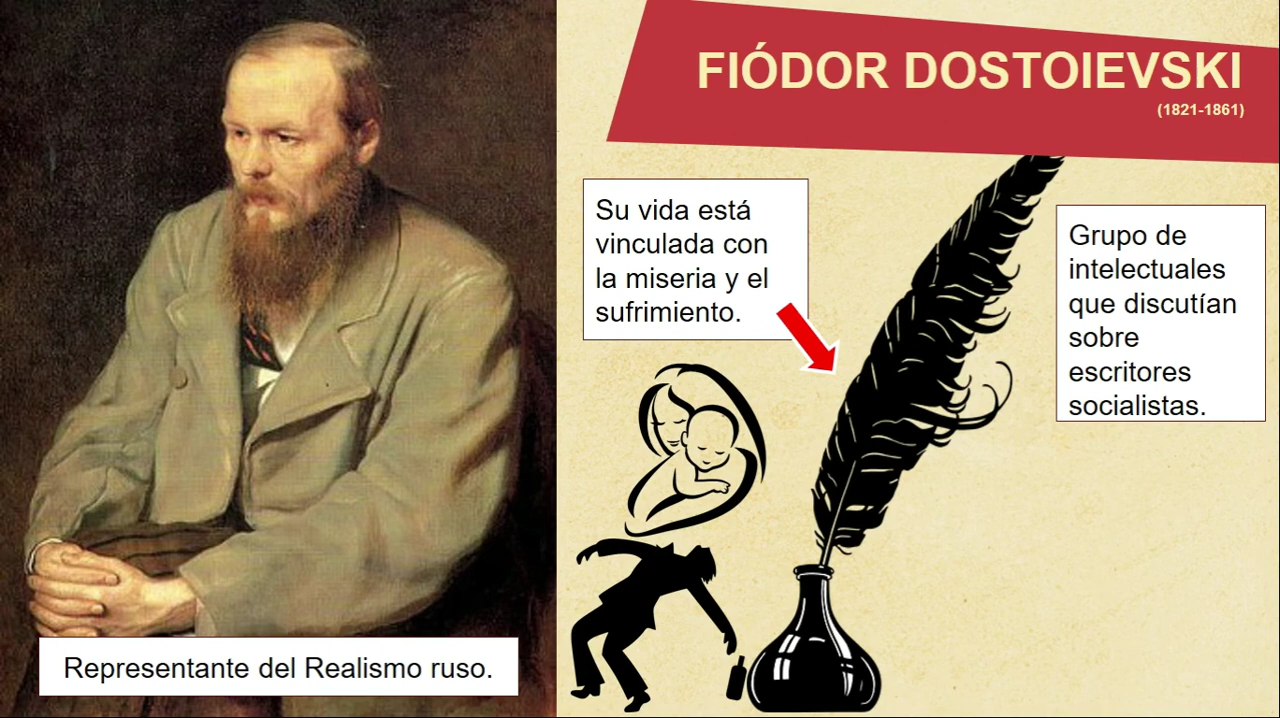 FIÓDOR DOSTOIEVSKI
(1821-1861)
Su vida está
vinculada con
la miseria y el
sufrimiento.
Grupo de
intelectuales
que discutían
sobre
escritores
socialistas.
Representante del Realismo ruso.